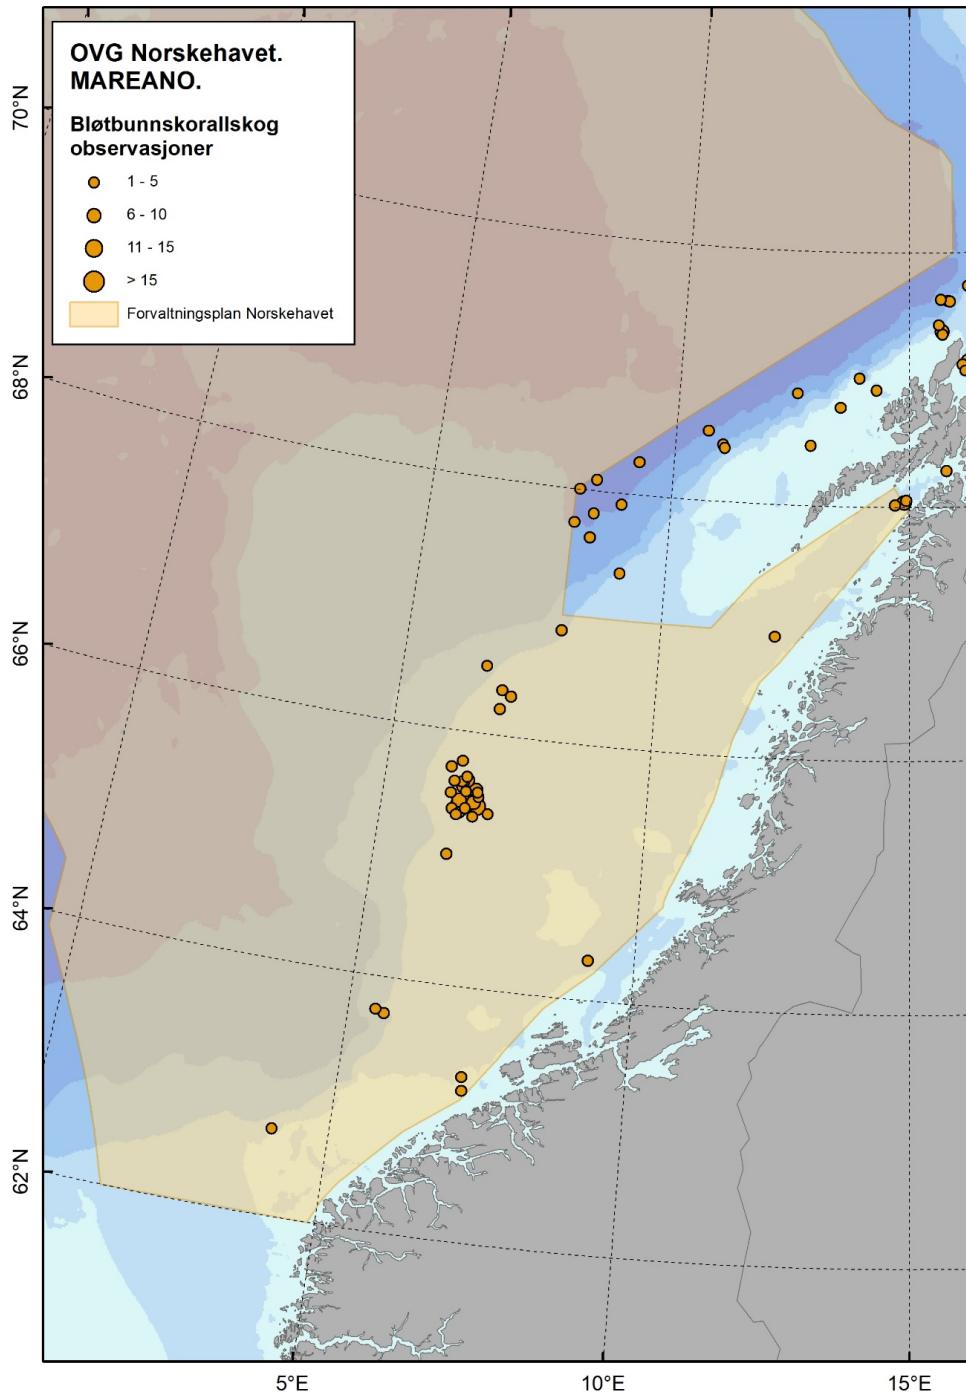 OVG Norskehavet.
MAREANO.
Bløtbunnskorallskog
observasjoner
1 - 5
6 - 10
11 - 15
> 15
Forvaltningsplan Norskehavet
70°N
68°N
66°N
64°N
62°N
5°E
10°E
15°E